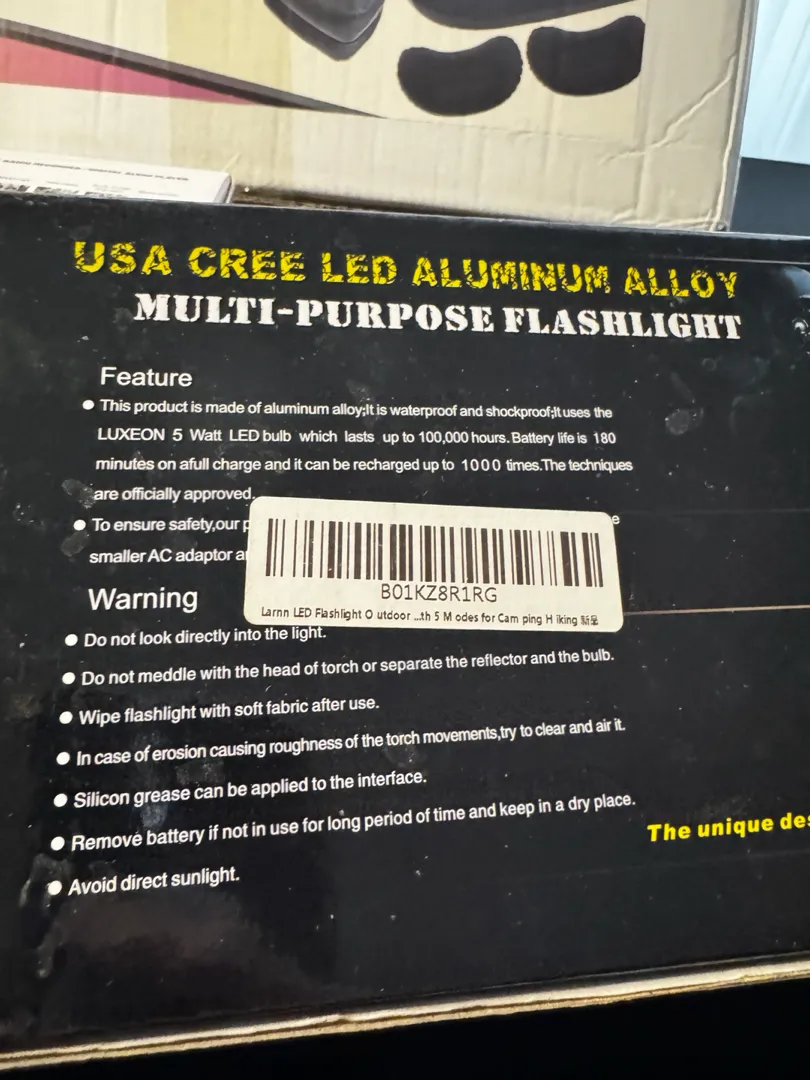 USA CREE LED ALUMINUM ALLOY
MULTI-PURPOSE FLASHLIGHT
Feature
● This product is made of aluminum alloy;It is waterproof and shockproof;It uses the
LUXEON 5 Watt LED bulb which lasts up to 100,000 hours. Battery life is 180
minutes on afull charge and it can be recharged up to 1000 times.The techniques
are officially approved.
● To ensure safety,our
smaller AC adaptor
B01KZ8R1RG
Larnn LED Flashlight O utdoor ...th 5 M odes for Cam ping H iking 新品
Warning
● Do not look directly into the light.
● Do not meddle with the head of torch or separate the reflector and the bulb.
● Wipe flashlight with soft fabric after use.
● In case of erosion causing roughness of the torch movements,try to clear and air it.
● Silicon grease can be applied to the interface.
● Remove battery if not in use for long period of time and keep in a dry place.
● Avoid direct sunlight.
The unique